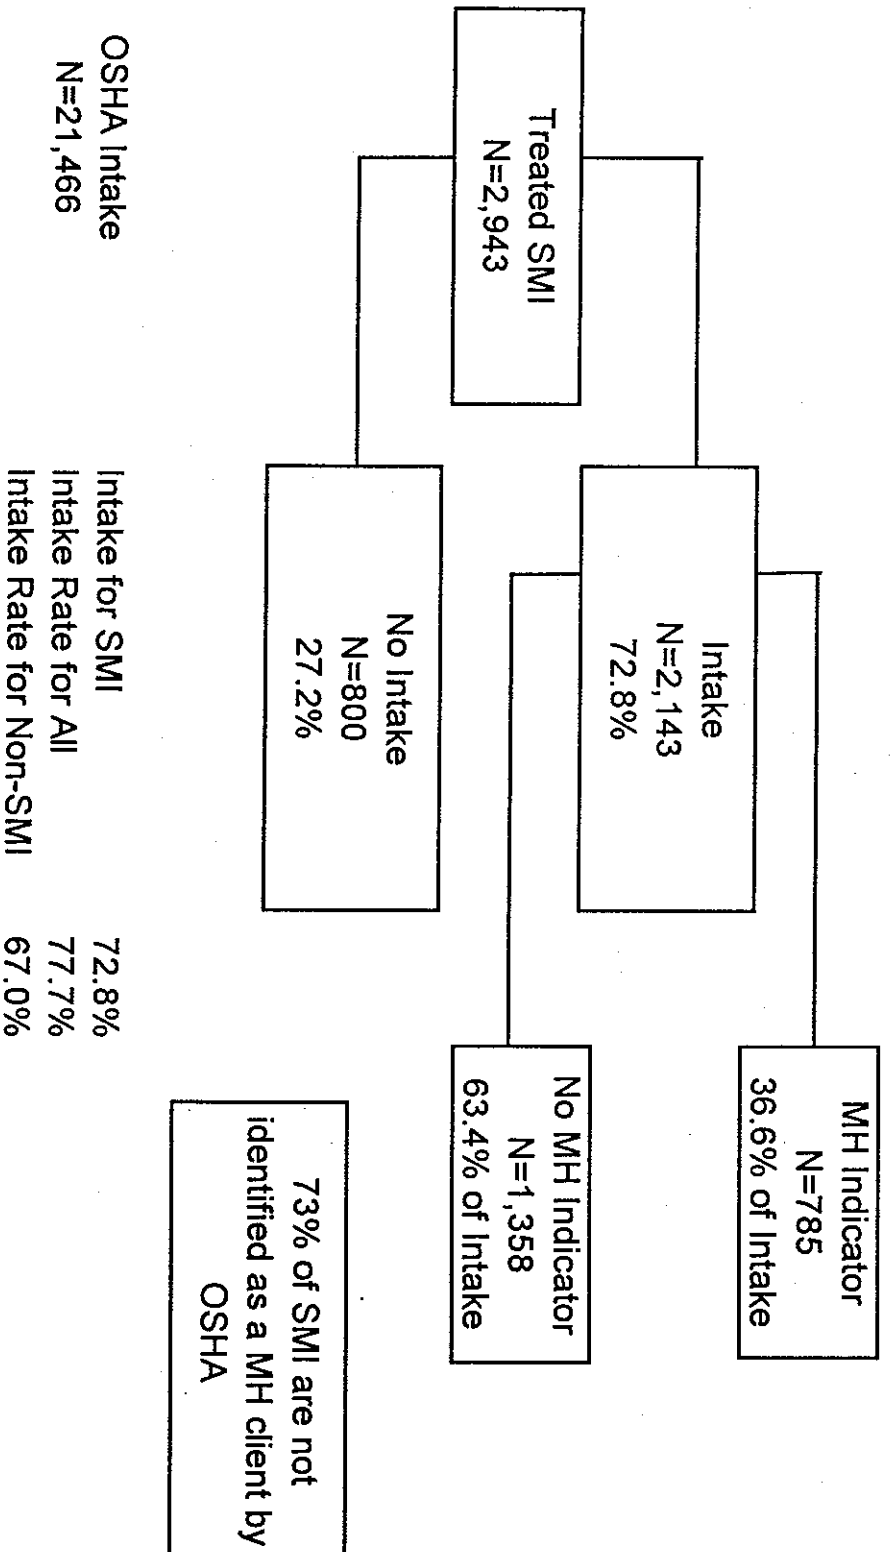 Treated SMI
N=2,943
Intake
N=2,143
72.8%
No Intake
N=800
27.2%
MH Indicator
N=785
36.6% of Intake
No MH Indicator
N=1,358
63.4% of Intake
73% of SMI are not
identified as a MH client by
OSHA
OSHA Intake
N=21,466
Intake for SMI 72.8%
Intake Rate for All 77.7%
Intake Rate for Non-SMI 67.0%